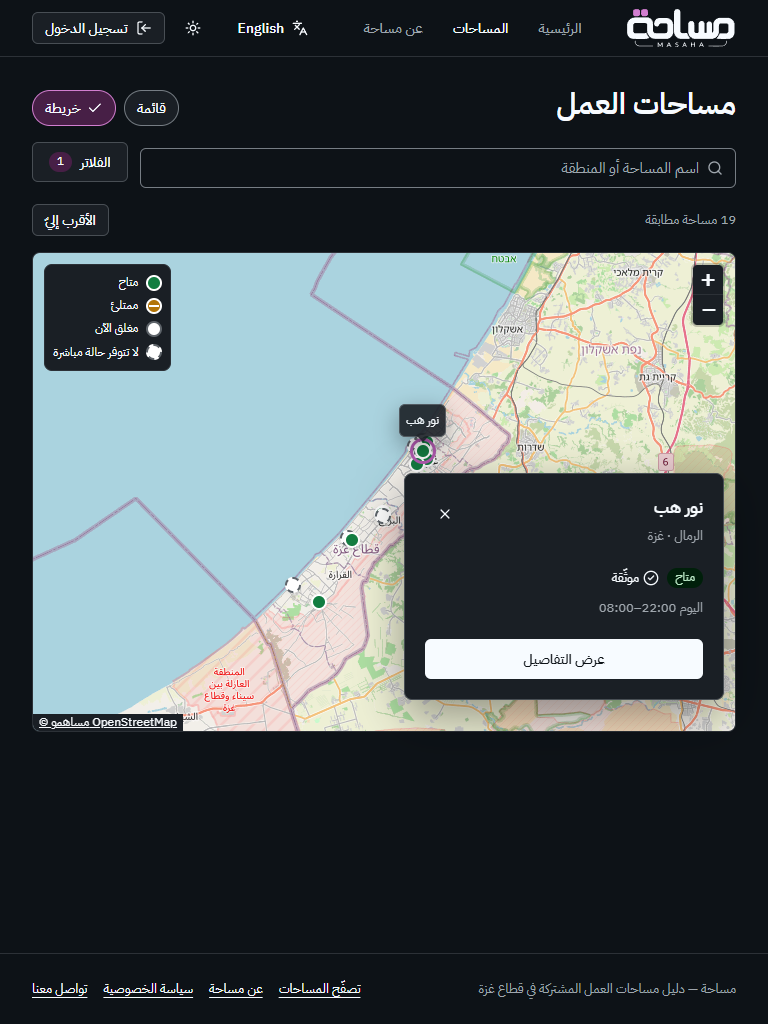 مساحة
MASAHA
الرئيسية
المساحات
عن مساحة
English
تسجيل الدخول
مساحات العمل
قائمة
خريطة
اسم المساحة أو المنطقة
الفلاتر 1
19 مساحة مطابقة
الأقرب إليّ
+
−
متاح
ممتلئ
مغلق الآن
لا تتوفر حالة مباشرة
אבטח
קרית מלאכי
אשקלון
נפת אשקלון
קריית גת
שדרות
6
نور هب
قطاع غزة
القرارة
المنطقة
العازلة بين
سيناء وقطاع
غزة
نور هب
الرمال · غزة
متاح
موثّقة
اليوم 08:00–22:00
عرض التفاصيل
© مساهمو OpenStreetMap
مساحة — دليل مساحات العمل المشتركة في قطاع غزة
تصفّح المساحات
عن مساحة
سياسة الخصوصية
تواصل معنا